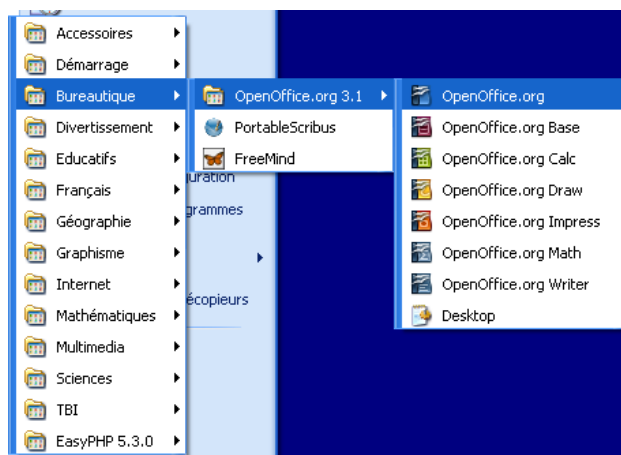 Accessoires
Démarrage
Bureautique
Divertissement
Educatifs
Français
Géographie
Graphisme
Internet
Mathématiques
Multimedia
Sciences
TBI
EasyPHP 5.3.0
OpenOffice.org 3.1
PortableScribus
FreeMind
uration
grammes
écopieurs
OpenOffice.org
OpenOffice.org Base
OpenOffice.org Calc
OpenOffice.org Draw
OpenOffice.org Impress
OpenOffice.org Math
OpenOffice.org Writer
Desktop